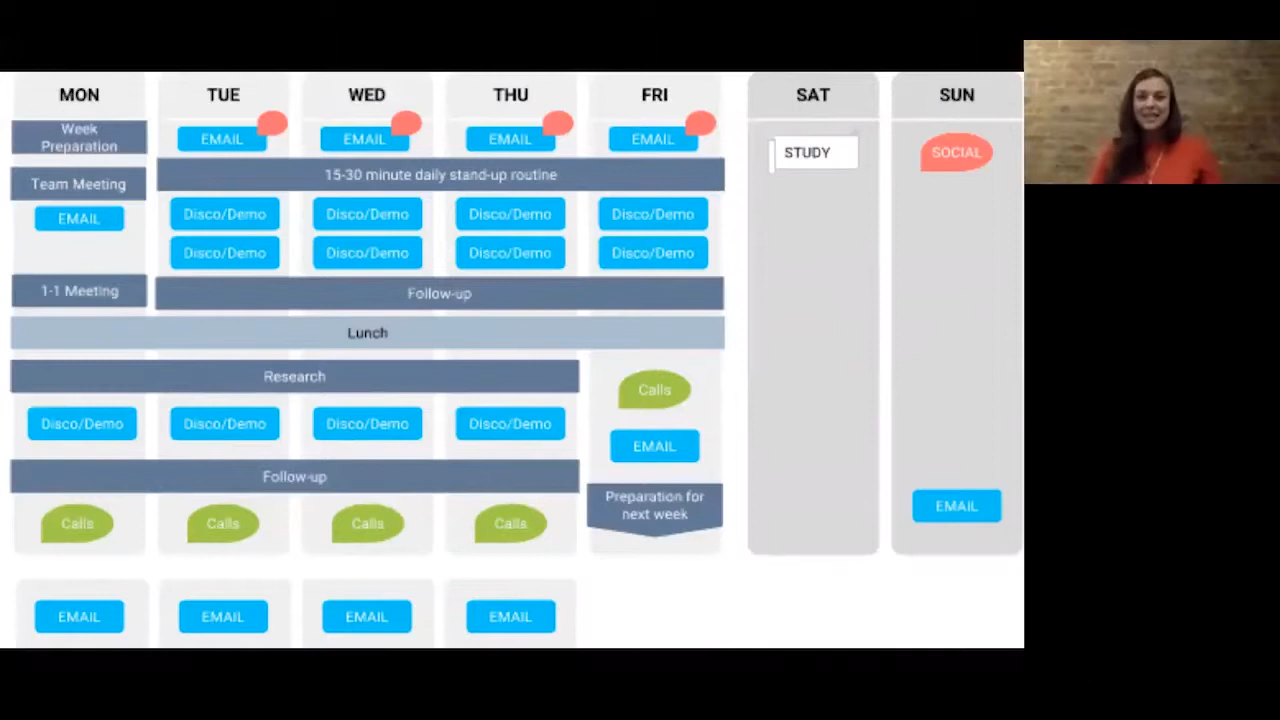 MON TUE WED THU FRI SAT SUN
Week
Preparation
EMAIL EMAIL EMAIL EMAIL
STUDY SOCIAL
Team Meeting
15-30 minute daily stand-up routine
EMAIL
Disco/Demo Disco/Demo Disco/Demo Disco/Demo
Disco/Demo Disco/Demo Disco/Demo Disco/Demo
1-1 Meeting
Follow-up
Lunch
Research
Calls
Disco/Demo Disco/Demo Disco/Demo Disco/Demo
EMAIL
Follow-up
Preparation for
next week
EMAIL
Calls Calls Calls Calls
EMAIL EMAIL EMAIL EMAIL